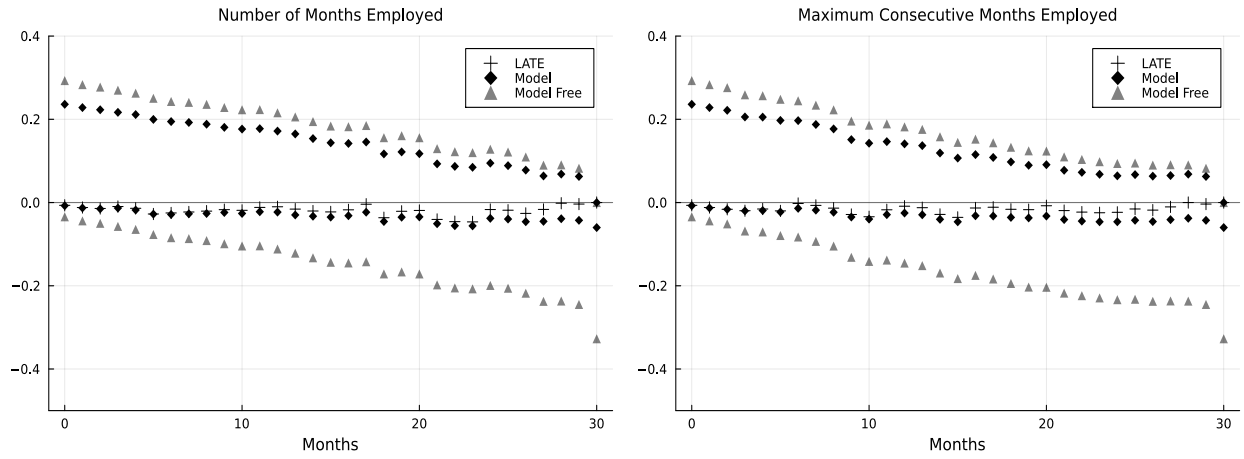 Number of Months Employed
0.4
0.2
0.0
−0.2
−0.4
LATE
Model
Model Free
0
10
20
30
Months
Maximum Consecutive Months Employed
0.4
0.2
0.0
−0.2
−0.4
LATE
Model
Model Free
0
10
20
30
Months